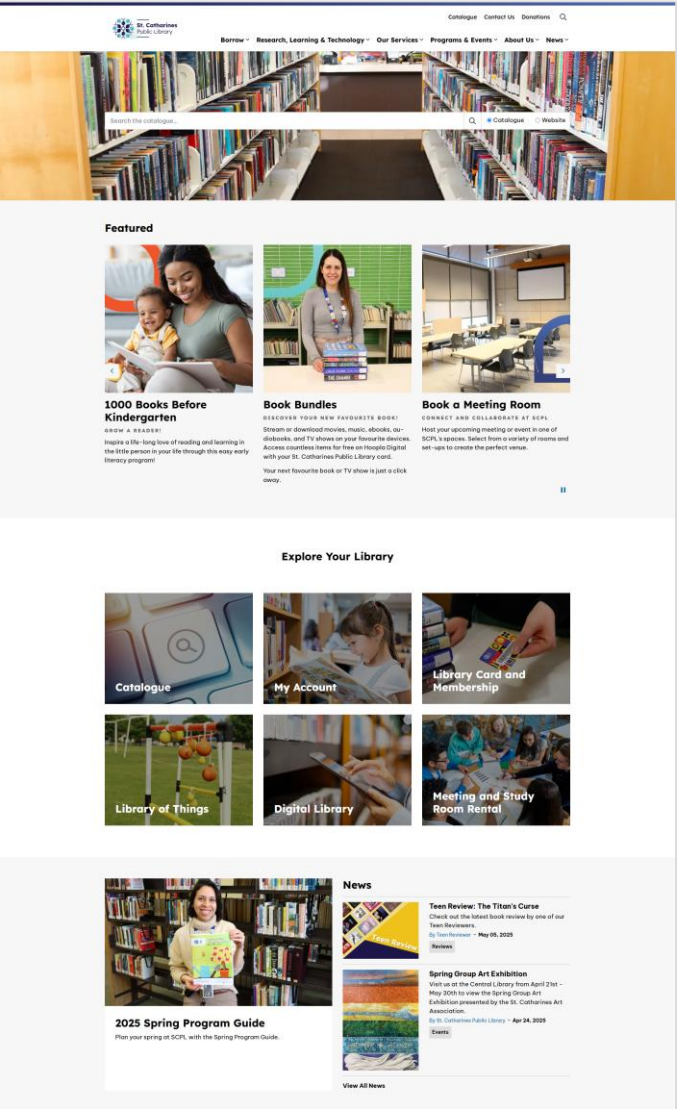 St. Catharines
Public Library
Catalogue Contact Us Donations
Borrow Research, Learning & Technology Our Services Programs & Events About Us News
Search the catalogue...
Catalogue Website
Featured
1000 Books Before
Kindergarten
GROW A READER!
Inspire a life-long love of reading and learning in
the little person in your life through this easy early
literacy program!
Book Bundles
DISCOVER YOUR NEW FAVOURITE BOOK!
Stream or download movies, music, ebooks, au-
diobooks, and TV shows on your favourite devices.
Access countless items for free on Hoopla Digital
with your St. Catharines Public Library card.
Your next favourite book or TV show is just a click
away.
Book a Meeting Room
CONNECT AND COLLABORATE AT SCPL
Host your upcoming meeting or event in one of
SCPL's spaces. Select from a variety of rooms and
set-ups to create the perfect venue.
Explore Your Library
Catalogue
My Account
Library Card and
Membership
Library of Things
Digital Library
Meeting and Study
Room Rental
2025 Spring Program Guide
Plan your spring at SCPL with the Spring Program Guide.
News
Teen Review
Teen Review: The Titan's Curse
Check out the latest book review by one of our
Teen Reviewers.
By Teen Reviewer - May 05, 2025
Reviews
Spring Group Art Exhibition
Visit us at the Central Library from April 21st -
May 30th to view the Spring Group Art
Exhibition presented by the St. Catharines Art
Association.
By St. Catharines Public Library - Apr 24, 2025
Events
View All News